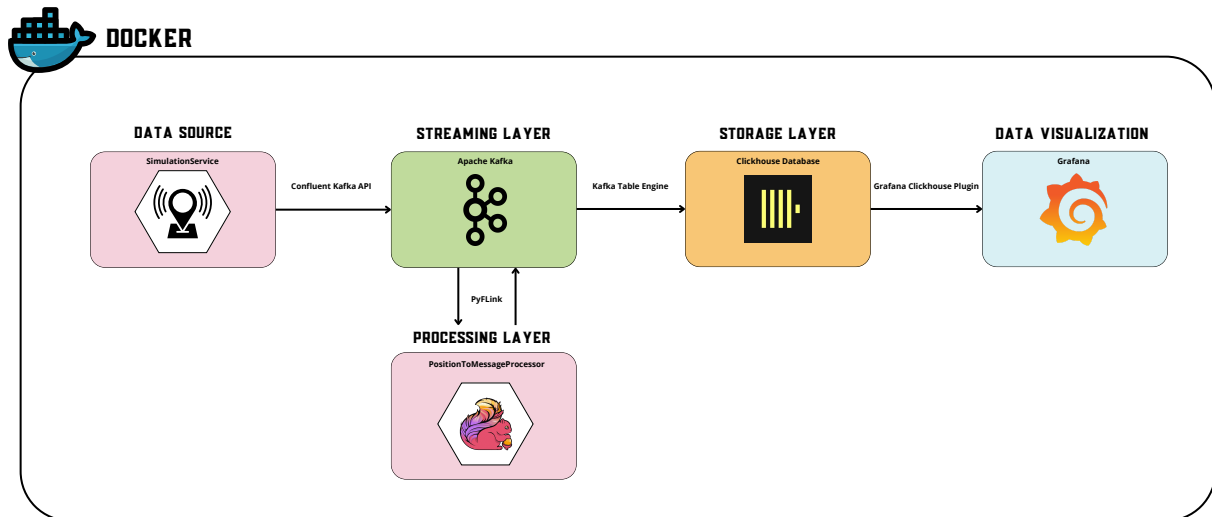 DOCKER
DATA SOURCE
SimulationService
Confluent Kafka API
STREAMING LAYER
Apache Kafka
Kafka Table Engine
STORAGE LAYER
Clickhouse Database
Grafana Clickhouse Plugin
DATA VISUALIZATION
Grafana
PyFLink
PROCESSING LAYER
PositionToMessageProcessor